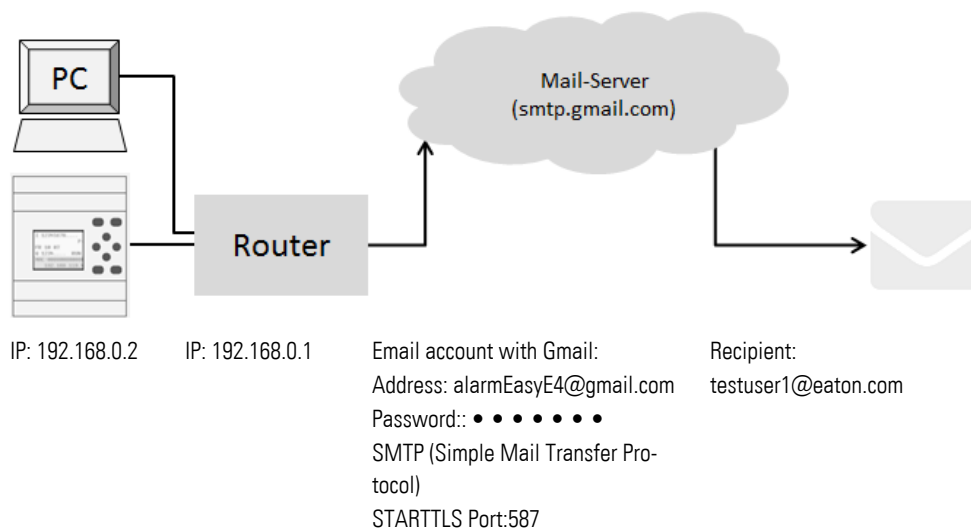 PC
Mail-Server
(smtp.gmail.com)
Router
IP: 192.168.0.2
IP: 192.168.0.1
Email account with Gmail:
Address: alarmEasyE4@gmail.com
Password:: • • • • • • •
SMTP (Simple Mail Transfer Pro-
tocol)
STARTTLS Port:587
Recipient:
testuser1@eaton.com